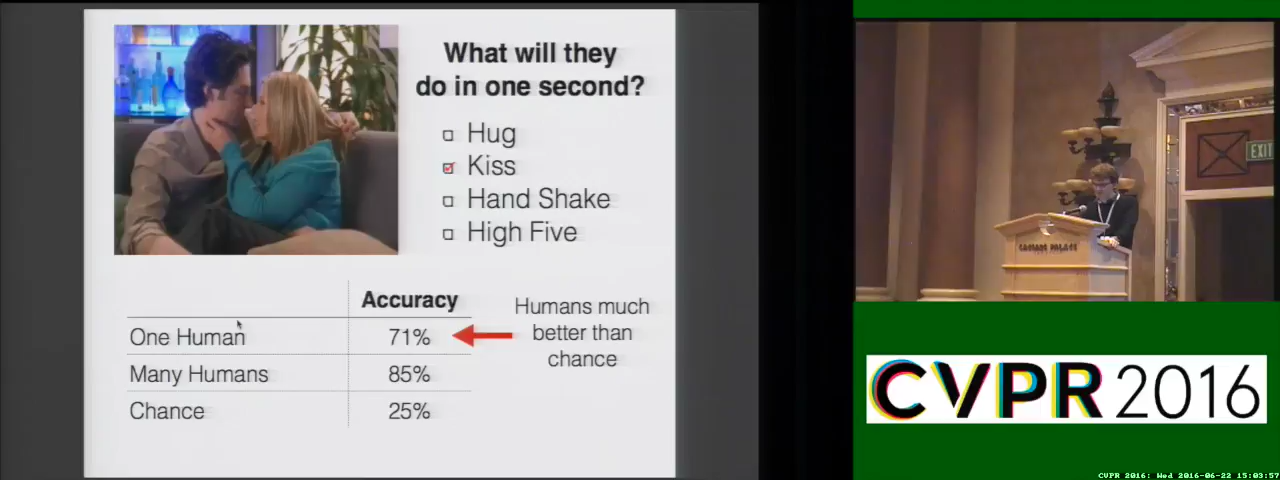 What will they
do in one second?
Hug
Kiss
Hand Shake
High Five
Accuracy
One Human 71%
Many Humans 85%
Chance 25%
Humans much
better than
chance
EXIT
CAESARS PALACE
CVPR 2016
CVPR 2016: Wed 2016-06-22 15:03:57